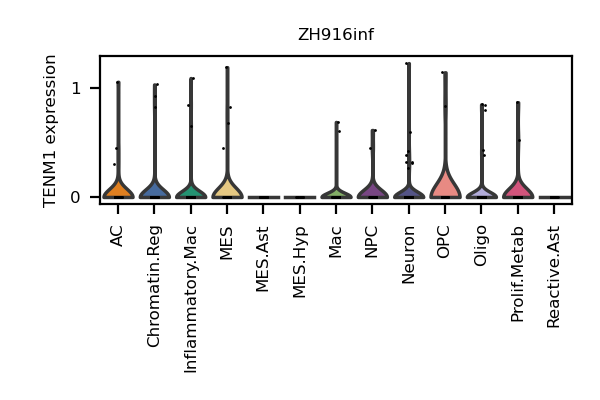 ZH916inf
TENM1 expression
1
0
AC
Chromatin.Reg
Inflammatory.Mac
MES
MES.Ast
MES.Hyp
Mac
NPC
Neuron
OPC
Oligo
Prolif.Metab
Reactive.Ast